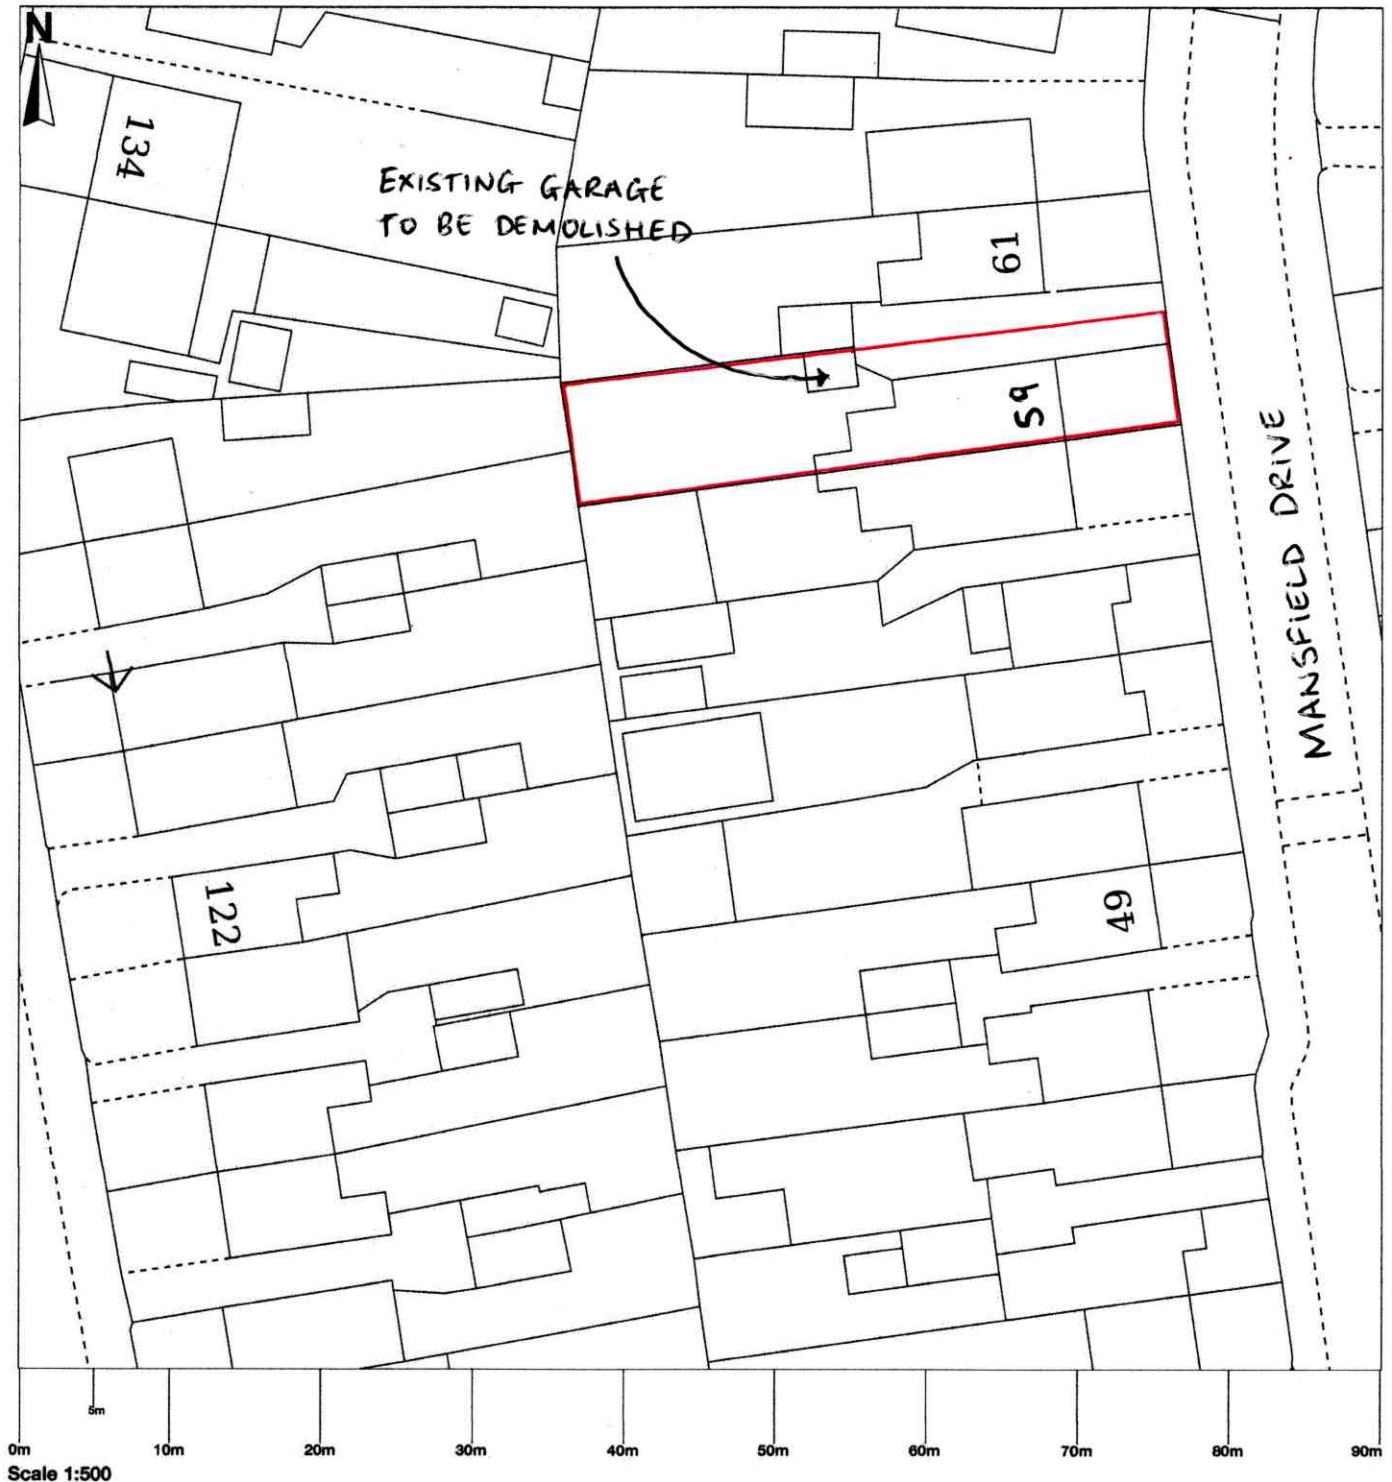 N
134
EXISTING GARAGE
TO BE DEMOLISHED
61
59
MANSFIELD DRIVE
122
49
5m
0m 10m 20m 30m 40m 50m 60m 70m 80m 90m
Scale 1:500